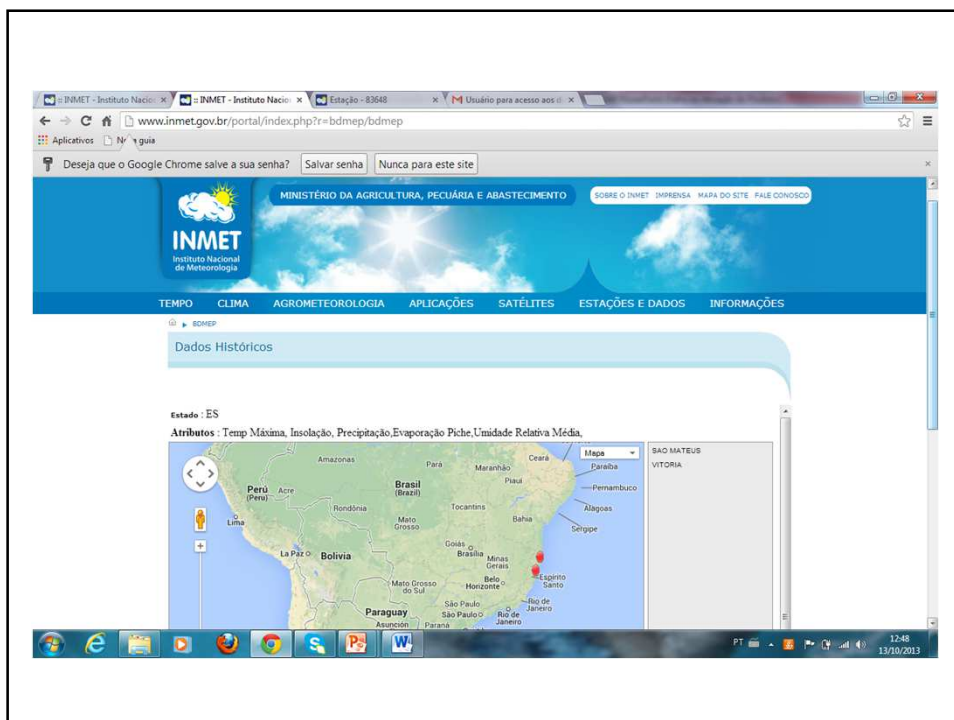 :: INMET - Instituto Nacio
:: INMET - Instituto Nacio
Estação - 83648
Usuário para acesso aos d
www.inmet.gov.br/portal/index.php?r=bdmep/bdmep
Aplicativos
guia
Deseja que o Google Chrome salve a sua senha?
Salvar senha
Nunca para este site
MINISTÉRIO DA AGRICULTURA, PECUÁRIA E ABASTECIMENTO
SOBRE O INMET IMPRENSA MAPA DO SITE FALE CONOSCO
INMET
Instituto Nacional
de Meteorologia
TEMPO CLIMA AGROMETEOROLOGIA APLICAÇÕES SATÉLITES ESTAÇÕES E DADOS INFORMAÇÕES
BDMEP
Dados Históricos
Estado : ES
Atributos : Temp Máxima, Insolação, Precipitação,Evaporação Piche,Umidade Relativa Média,
Mapa
SAO MATEUS
VITORIA
Amazonas
Pará
Maranhão
Ceará
Paraíba
Piauí
Perú
(Peru)
Acre
Brasil
(Brazil)
Pernambuco
Rondônia
Tocantins
Alagoas
Lima
Mato
Grosso
Bahia
Sergipe
Goiás
Brasília
La Paz
Bolivia
Minas
Gerais
Mato Grosso
do Sul
Belo
Horizonte
Espírito
Santo
São Paulo
São Paulo
Rio de
Janeiro
Rio de
Janeiro
Paraguay
Asunción
Paraná
PT
12:48
13/10/2013